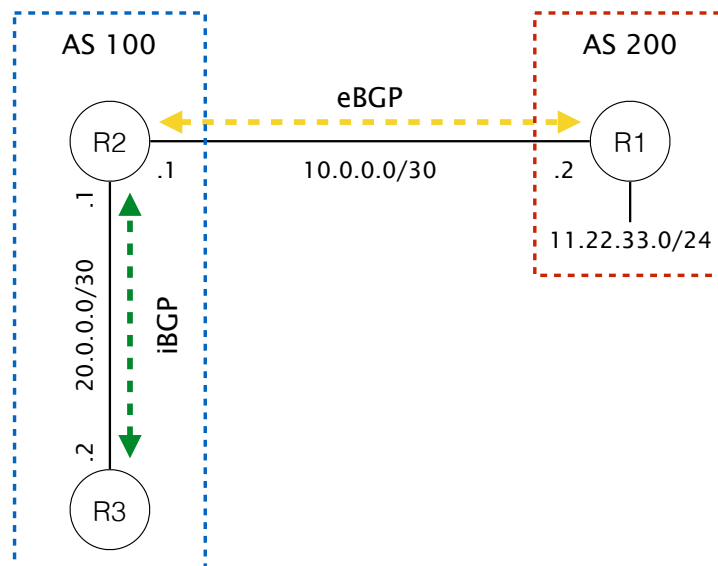 AS 100
AS 200
eBGP
R2
R1
.1
10.0.0.0/30
.2
.1
11.22.33.0/24
20.0.0.0/30
iBGP
.2
R3